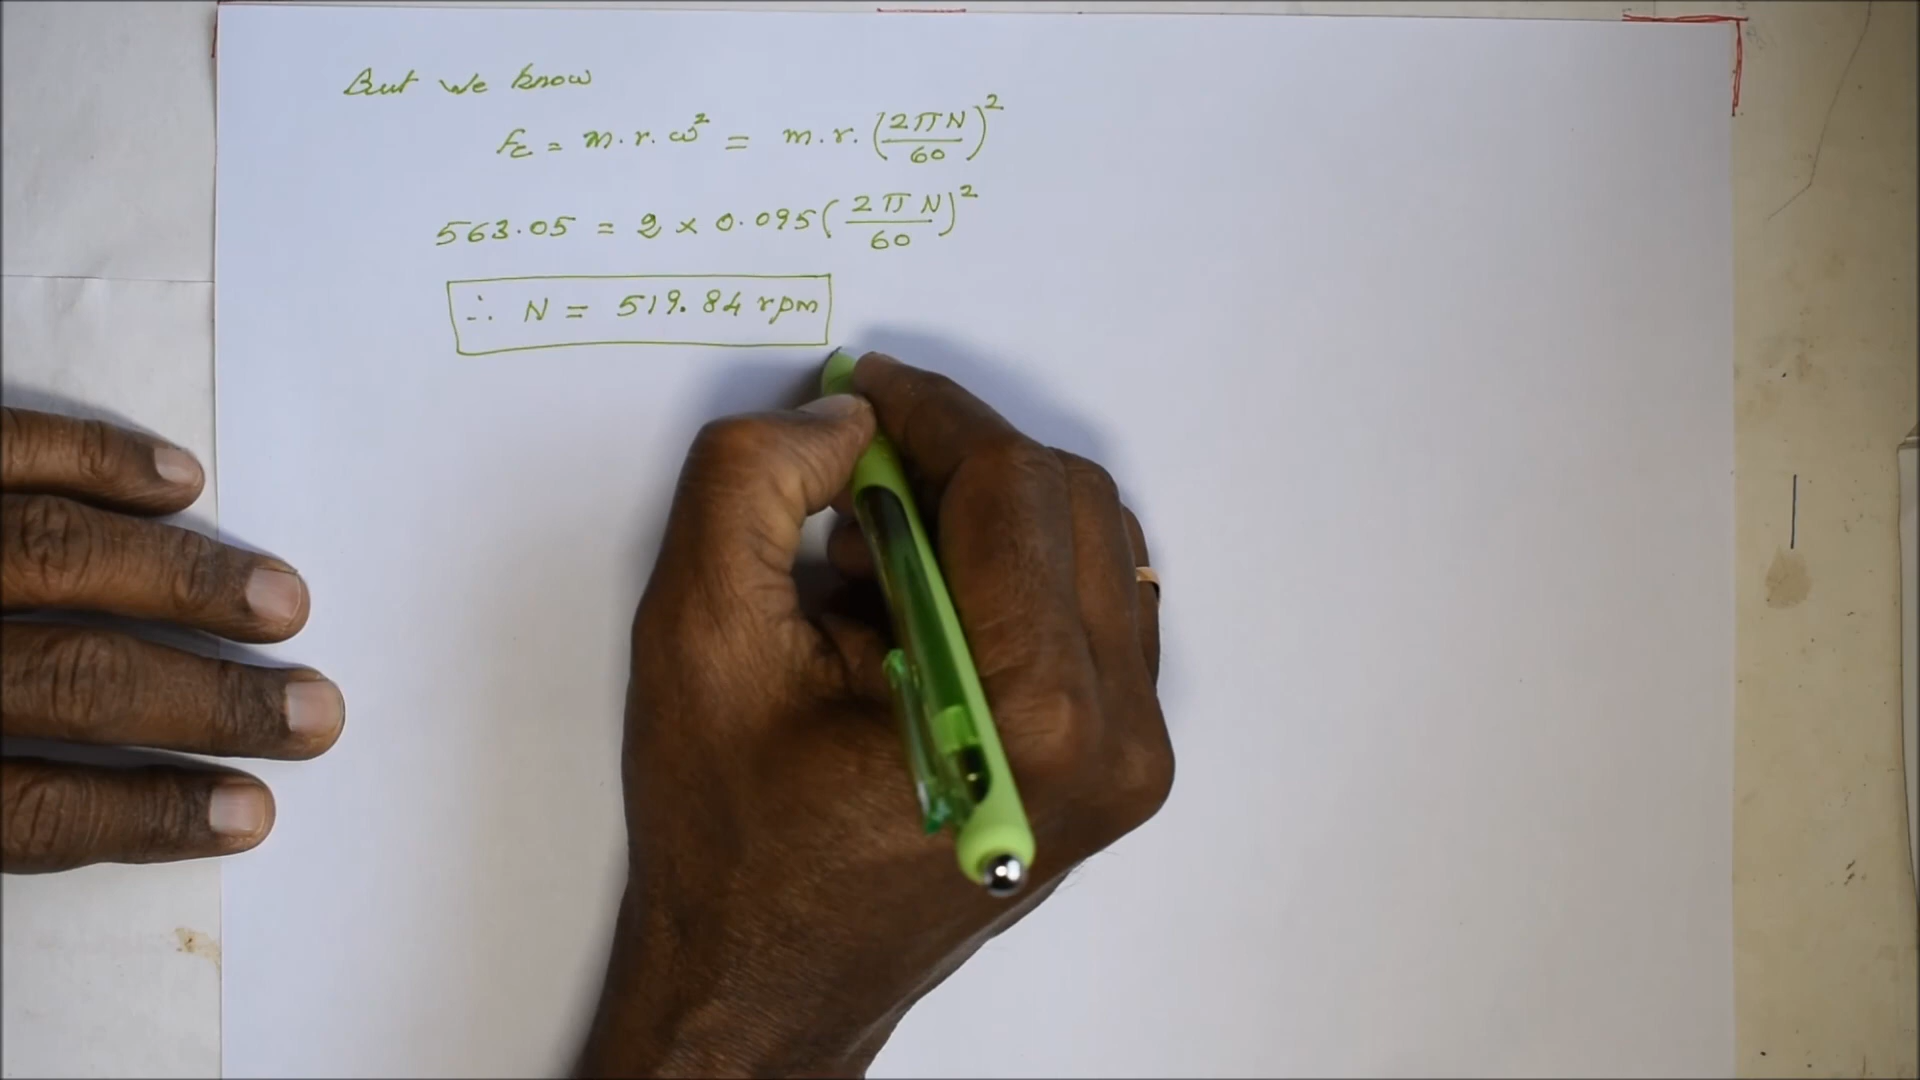 But we know
Fc = m.r.ω² = m.r.(2πN/60)²
563.05 = 2 × 0.095(2πN/60)²
∴ N = 519.84 rpm